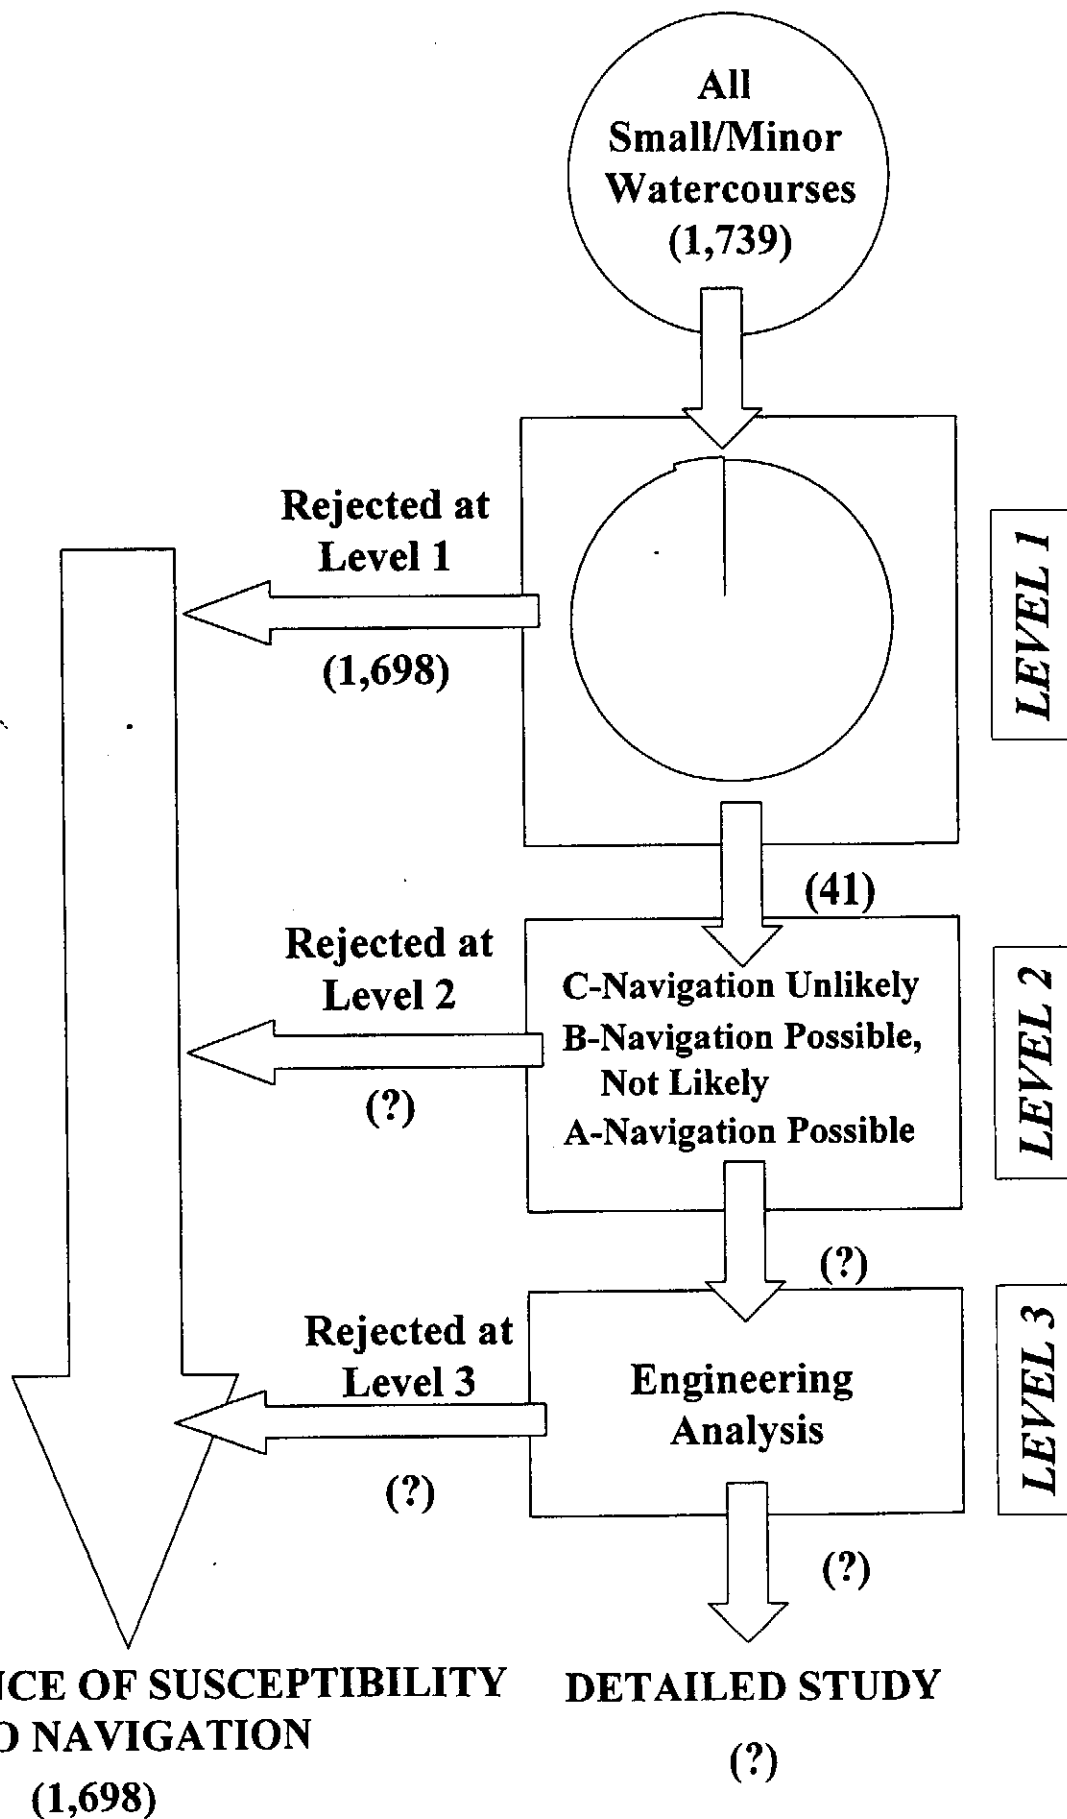 All
Small/Minor
Watercourses
(1,739)
Rejected at
Level 1
(1,698)
LEVEL 1
(41)
Rejected at
Level 2
(?)
C-Navigation Unlikely
B-Navigation Possible,
Not Likely
A-Navigation Possible
LEVEL 2
(?)
Rejected at
Level 3
(?)
Engineering
Analysis
LEVEL 3
(?)
NCE OF SUSCEPTIBILITY
O NAVIGATION
(1,698)
DETAILED STUDY
(?)